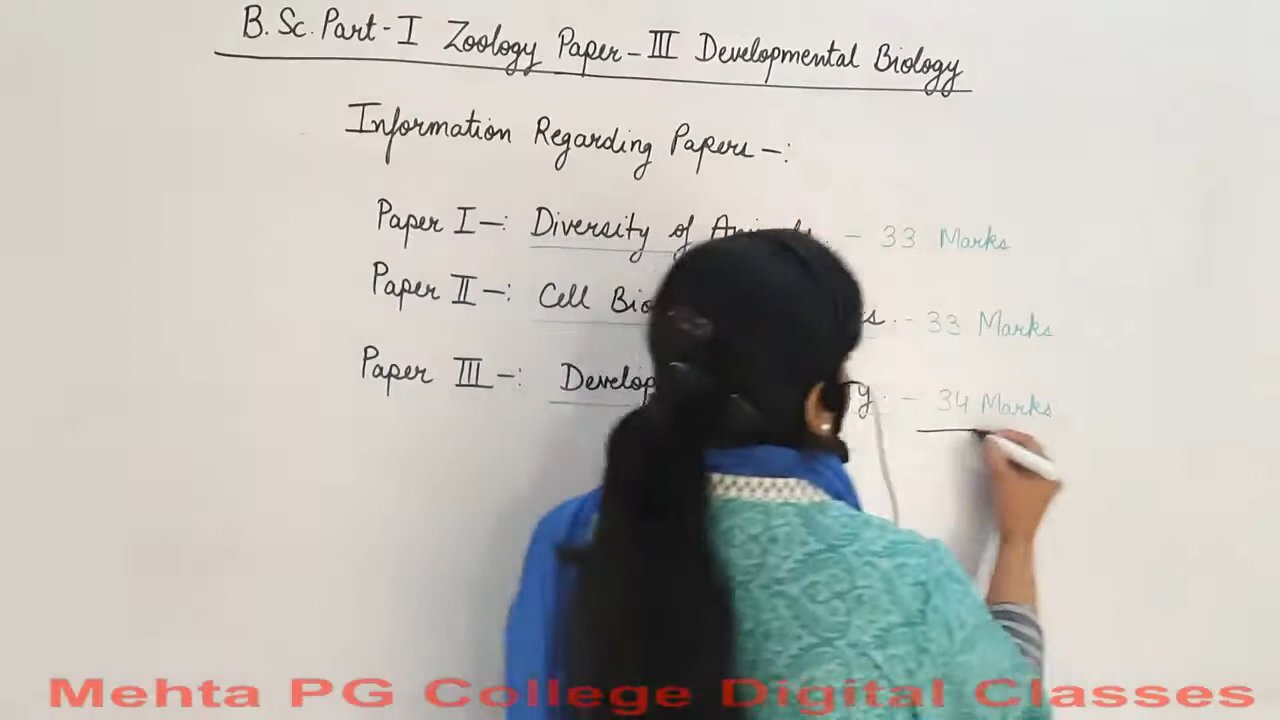 B. Sc. Part - I Zoology Paper - III Developmental Biology
Information Regarding Papers -:
Paper I -: Diversity of - 33 Marks
Paper II -: Cell - 33 Marks
Paper III -: - 34 Marks
Mehta PG College Digital Classes